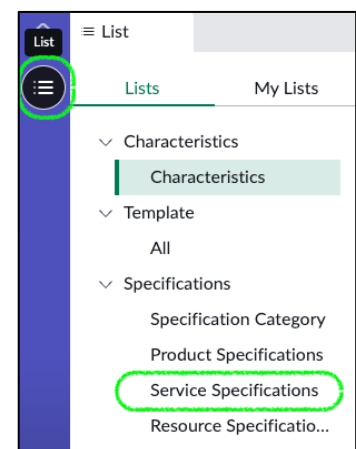 List
List
Lists
My Lists
Characteristics
Characteristics
Template
All
Specifications
Specification Category
Product Specifications
Service Specifications
Resource Specificatio...